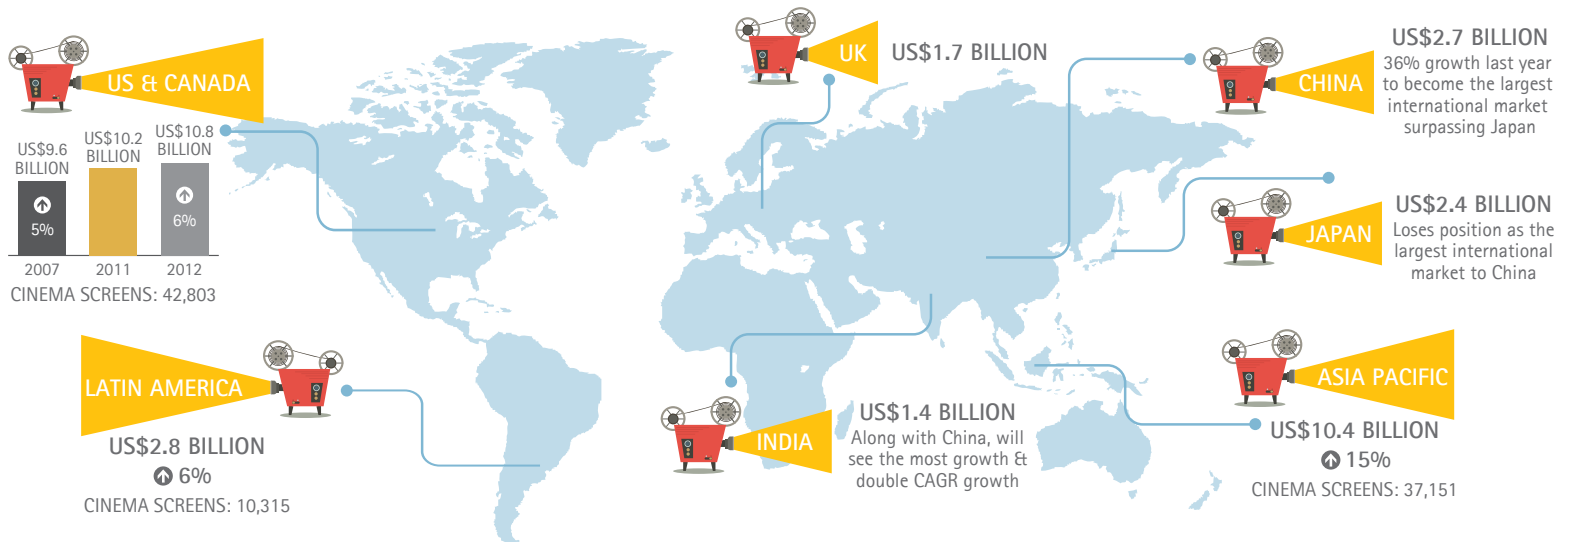 US & CANADA
US$9.6
BILLION
US$10.2
BILLION
US$10.8
BILLION
5%
6%
2007
2011
2012
CINEMA SCREENS: 42,803
LATIN AMERICA
US$2.8 BILLION
6%
CINEMA SCREENS: 10,315
UK
US$1.7 BILLION
INDIA
US$1.4 BILLION
Along with China, will
see the most growth &
double CAGR growth
CHINA
US$2.7 BILLION
36% growth last year
to become the largest
international market
surpassing Japan
JAPAN
US$2.4 BILLION
Loses position as the
largest international
market to China
ASIA PACIFIC
US$10.4 BILLION
15%
CINEMA SCREENS: 37,151